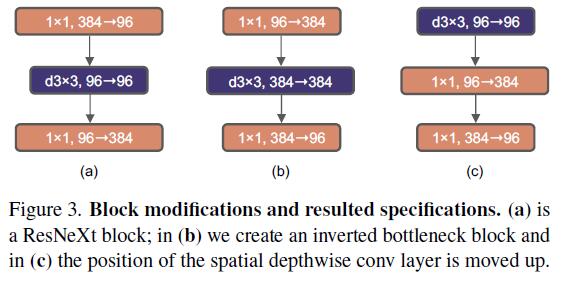 1×1, 384→96
d3×3, 96→96
1×1, 96→384
(a)
1×1, 96→384
d3×3, 384→384
1×1, 384→96
(b)
d3×3, 96→96
1×1, 96→384
1×1, 384→96
(c)
Figure 3. Block modifications and resulted specifications. (a) is
a ResNeXt block; in (b) we create an inverted bottleneck block and
in (c) the position of the spatial depthwise conv layer is moved up.